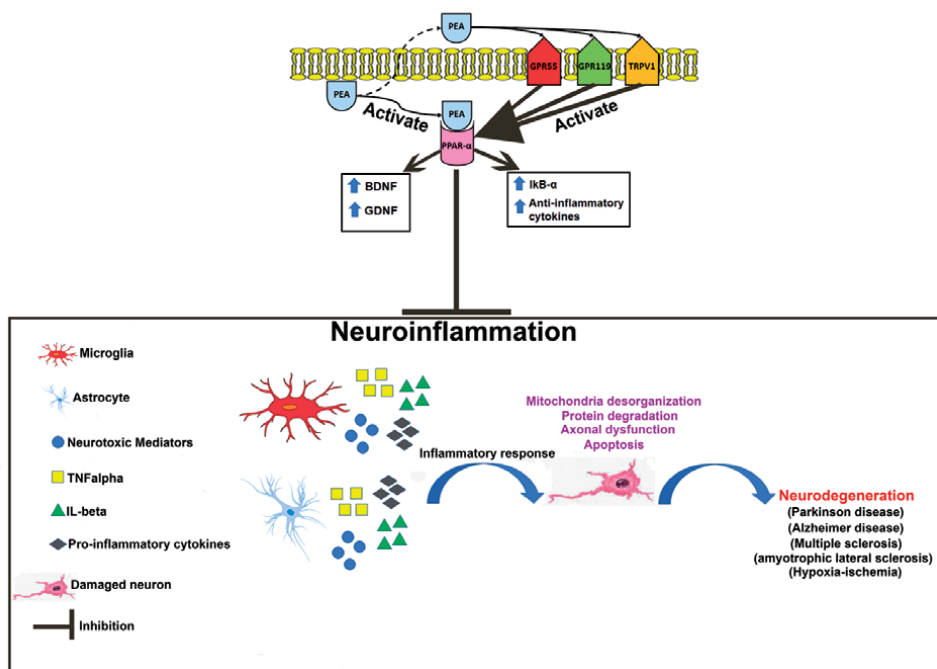 PEA
GPR55
GPR119
TRPV1
PEA
Activate
PEA
Activate
PPAR-α
BDNF
GDNF
IkB-α
Anti-inflammatory
cytokines
Neuroinflammation
Microglia
Astrocyte
Neurotoxic Mediators
TNFalpha
IL-beta
Pro-inflammatory cytokines
Damaged neuron
Inhibition
Inflammatory response
Mitochondria desorganization
Protein degradation
Axonal dysfunction
Apoptosis
Neurodegeneration
(Parkinson disease)
(Alzheimer disease)
(Multiple sclerosis)
(amyotrophic lateral sclerosis)
(Hypoxia-ischemia)